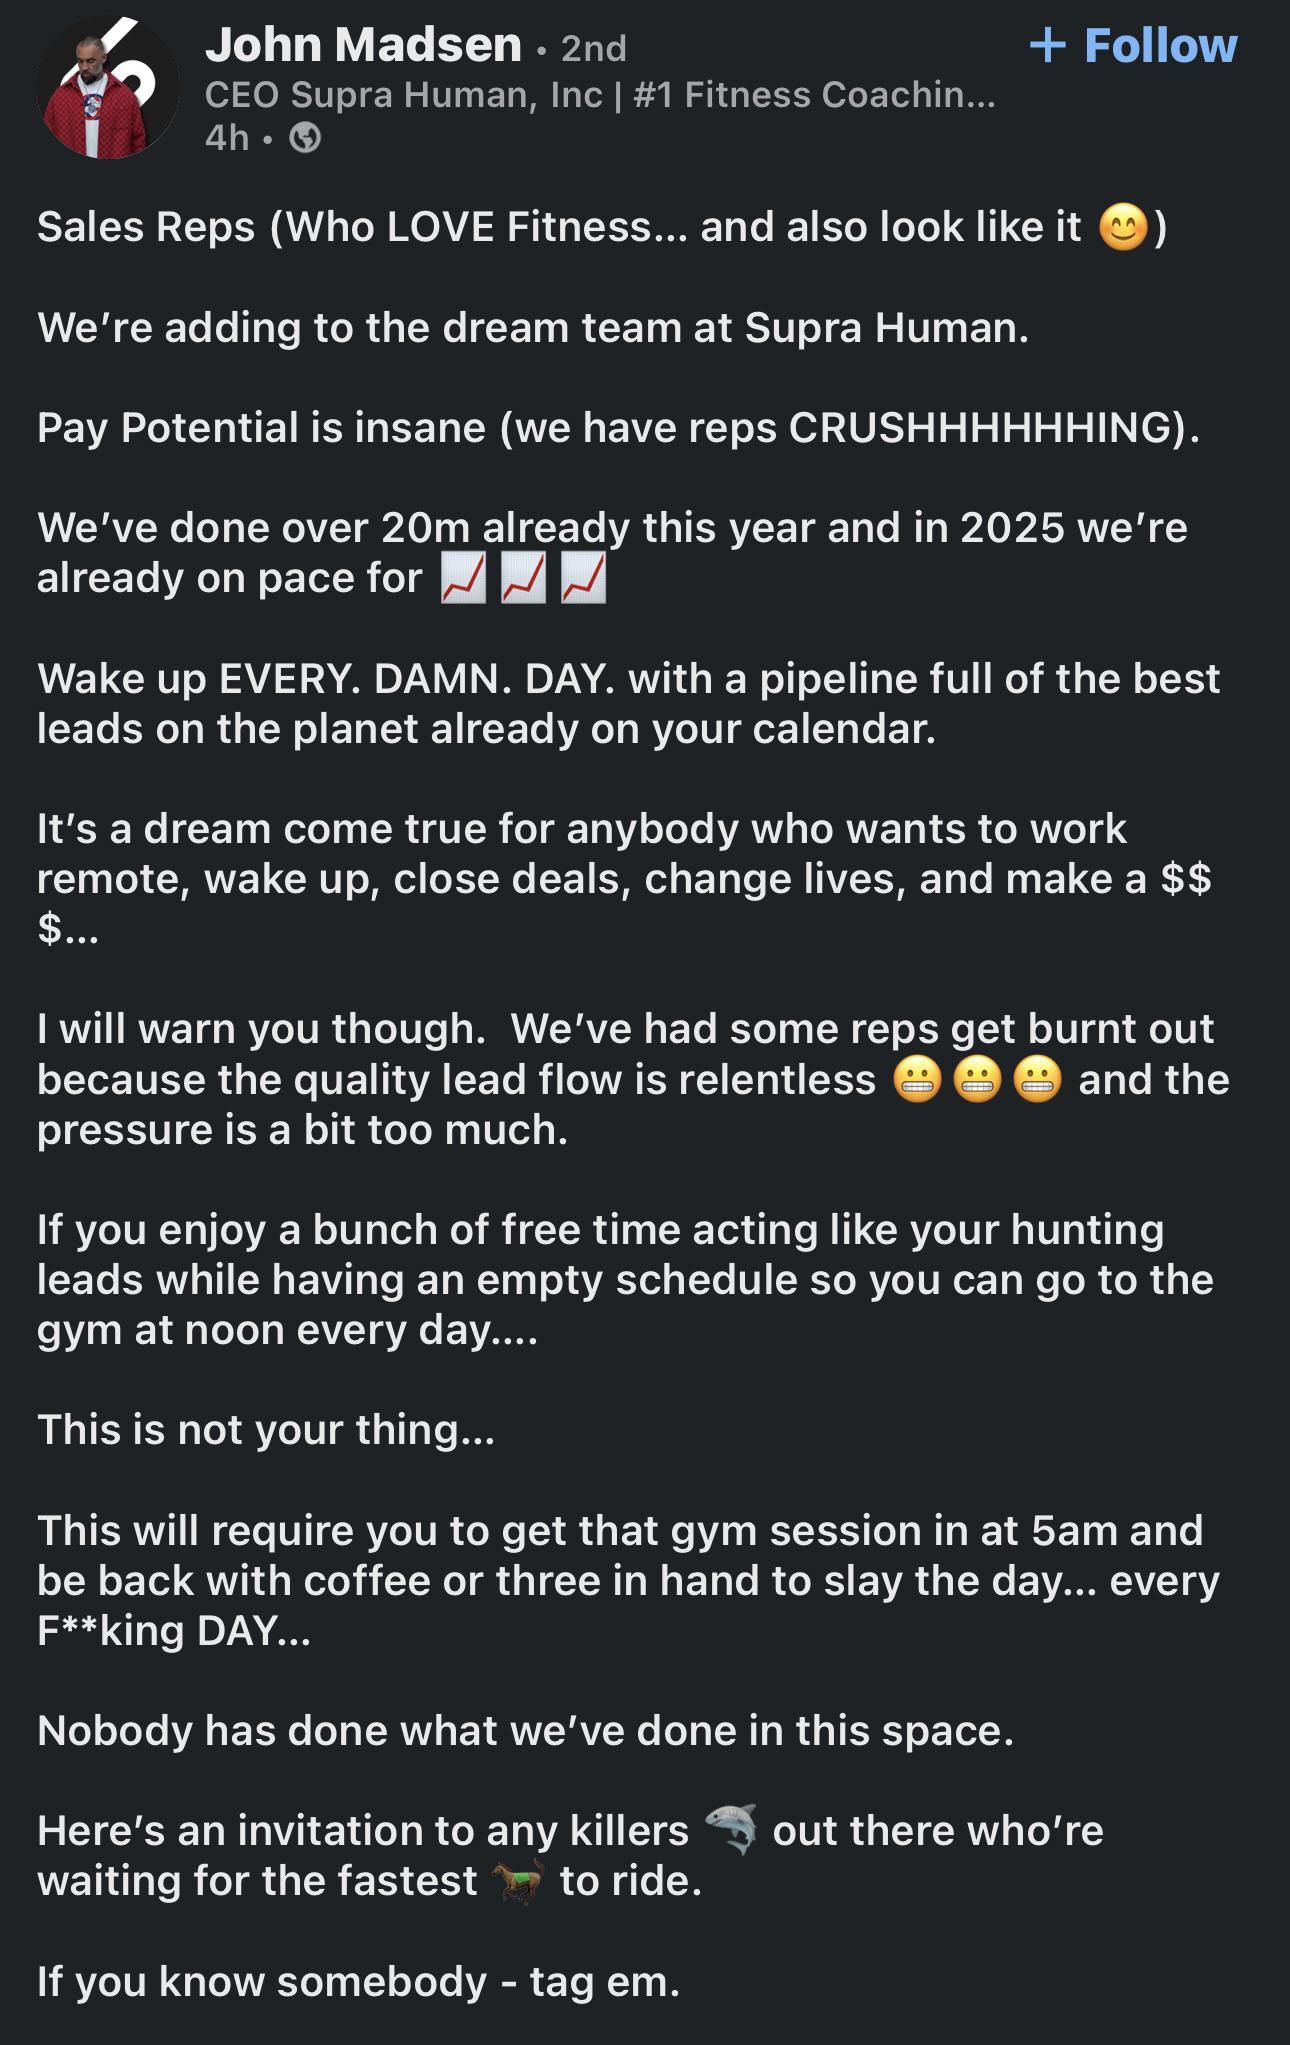 John Madsen • 2nd
+ Follow
CEO Supra Human, Inc | #1 Fitness Coachin...
4h •
Sales Reps (Who LOVE Fitness... and also look like it 😊)
We're adding to the dream team at Supra Human.
Pay Potential is insane (we have reps CRUSHHHHHHING).
We've done over 20m already this year and in 2025 we're
already on pace for 📈 📈 📈
Wake up EVERY. DAMN. DAY. with a pipeline full of the best
leads on the planet already on your calendar.
It's a dream come true for anybody who wants to work
remote, wake up, close deals, change lives, and make a $$
$...
I will warn you though.  We've had some reps get burnt out
because the quality lead flow is relentless 😬😬😬 and the
pressure is a bit too much.
If you enjoy a bunch of free time acting like your hunting
leads while having an empty schedule so you can go to the
gym at noon every day....
This is not your thing...
This will require you to get that gym session in at 5am and
be back with coffee or three in hand to slay the day... every
F**king DAY...
Nobody has done what we've done in this space.
Here's an invitation to any killers 🦈 out there who're
waiting for the fastest 🐎 to ride.
If you know somebody - tag em.